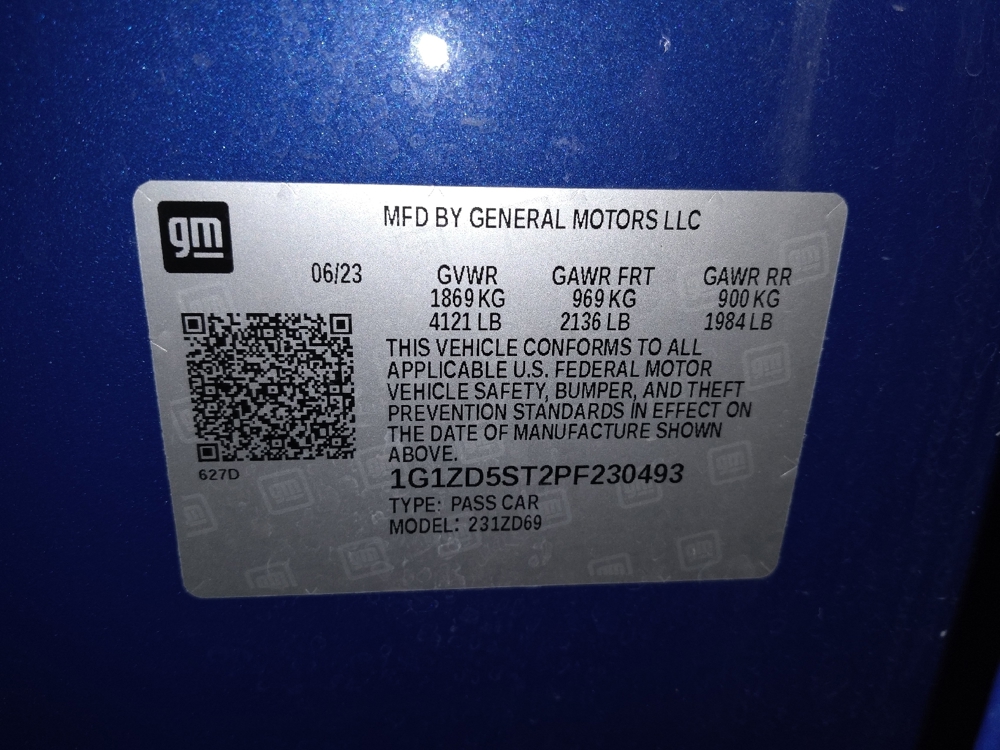 gm
MFD BY GENERAL MOTORS LLC
06/23 GVWR GAWR FRT GAWR RR
1869 KG 969 KG 900 KG
4121 LB 2136 LB 1984 LB
THIS VEHICLE CONFORMS TO ALL
APPLICABLE U.S. FEDERAL MOTOR
VEHICLE SAFETY, BUMPER, AND THEFT
PREVENTION STANDARDS IN EFFECT ON
THE DATE OF MANUFACTURE SHOWN
ABOVE.
627D
1G1ZD5ST2PF230493
TYPE: PASS CAR
MODEL: 231ZD69